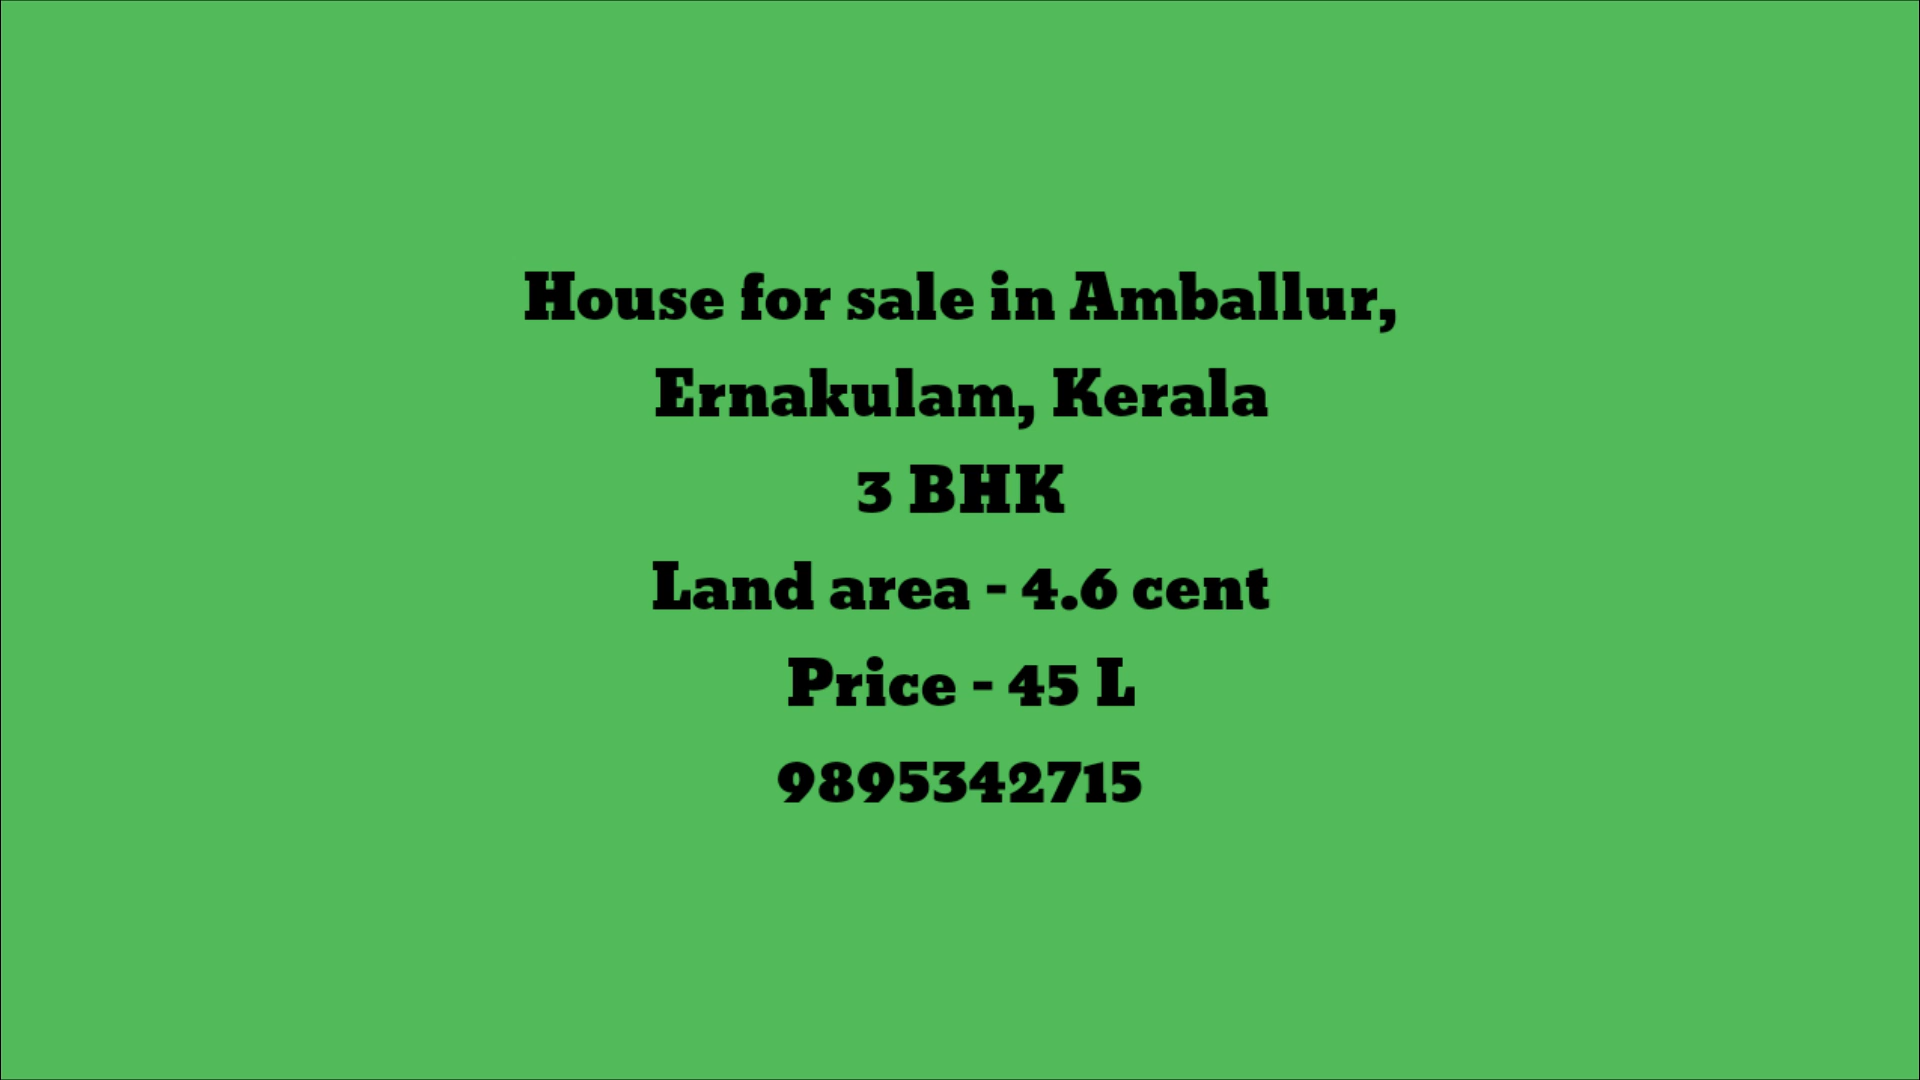 House for sale in Amballur,
Ernakulam, Kerala
3 BHK
Land area - 4.6 cent
Price - 45 L
9895342715